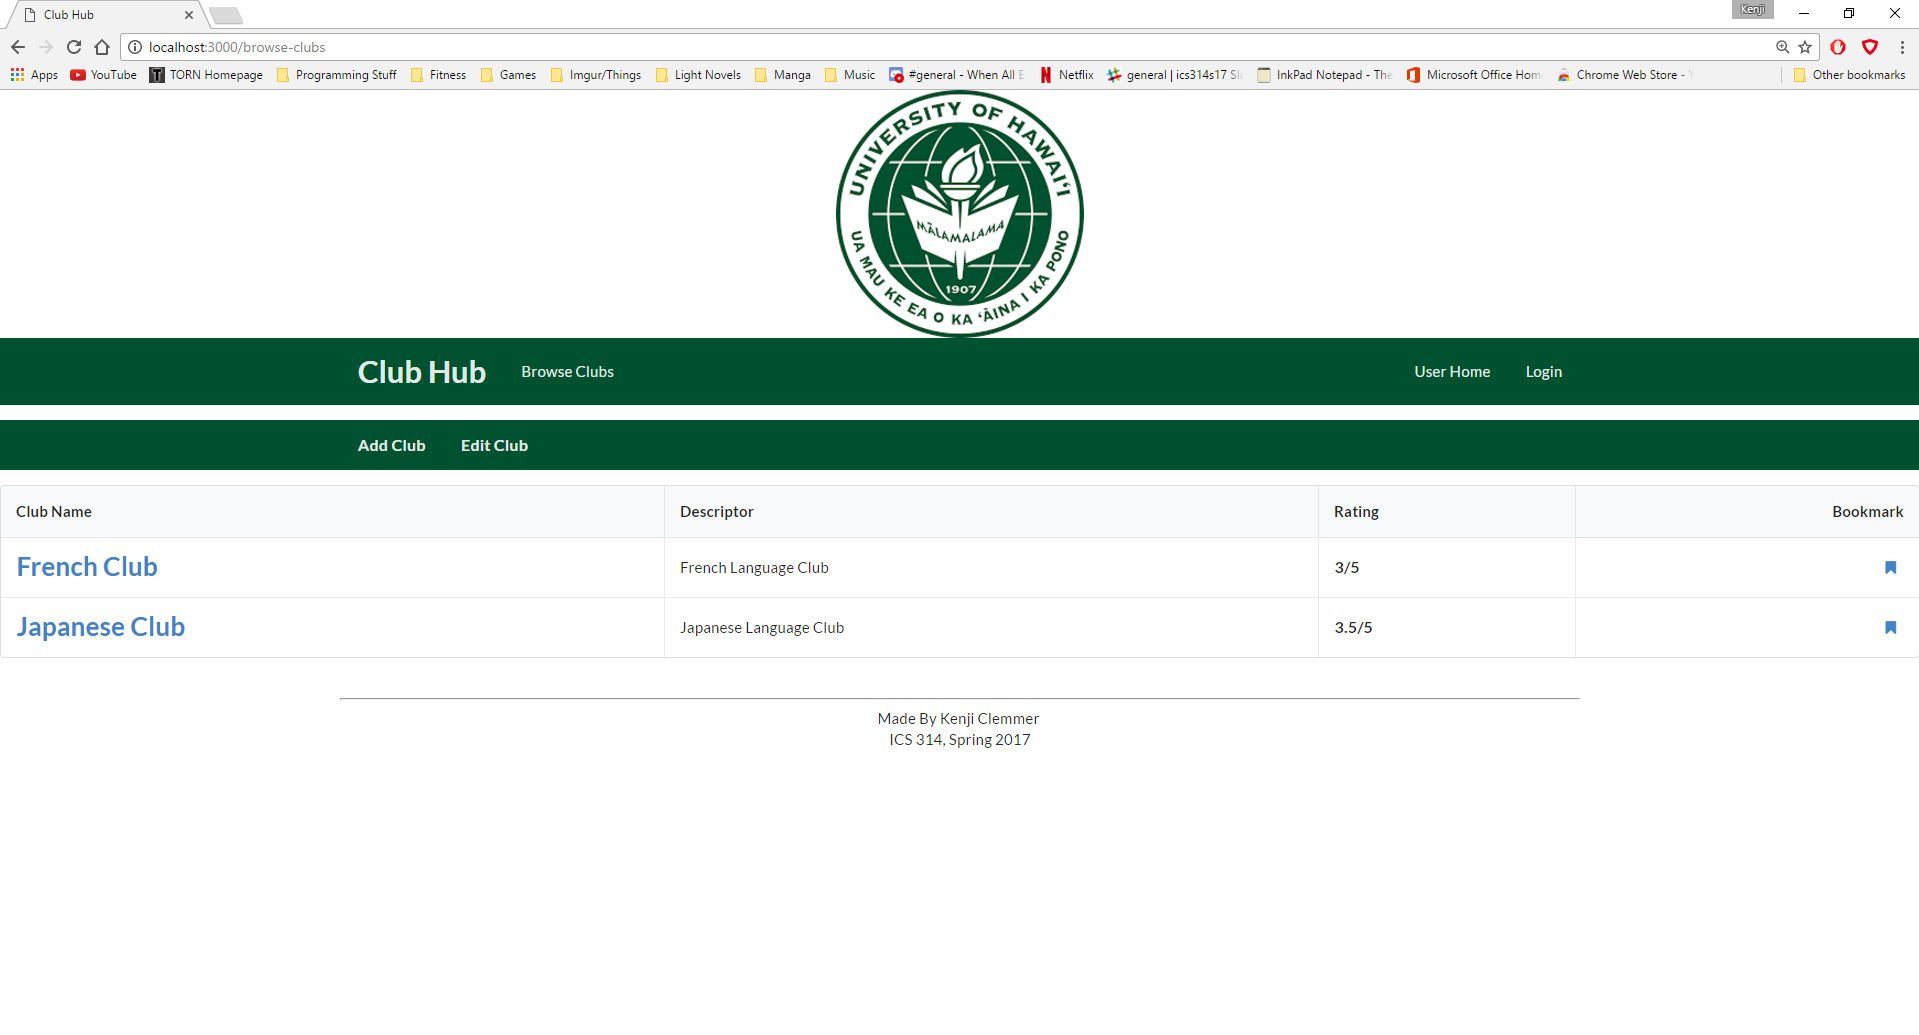 Club Hub
Kenji
localhost:3000/browse-clubs
Apps YouTube TORN Homepage Programming Stuff Fitness Games Imgur/Things Light Novels Manga Music #general - When All E Netflix general | ics314s17 Sla InkPad Notepad - The Microsoft Office Hom Chrome Web Store - Other bookmarks
UNIVERSITY OF HAWAIʻI
MĀLAMALAMA
1907
UA MAU KE EA O KA ʻĀINA I KA PONO
Club Hub Browse Clubs User Home Login
Add Club Edit Club
Club Name Descriptor Rating Bookmark
French Club French Language Club 3/5
Japanese Club Japanese Language Club 3.5/5
Made By Kenji Clemmer
ICS 314, Spring 2017